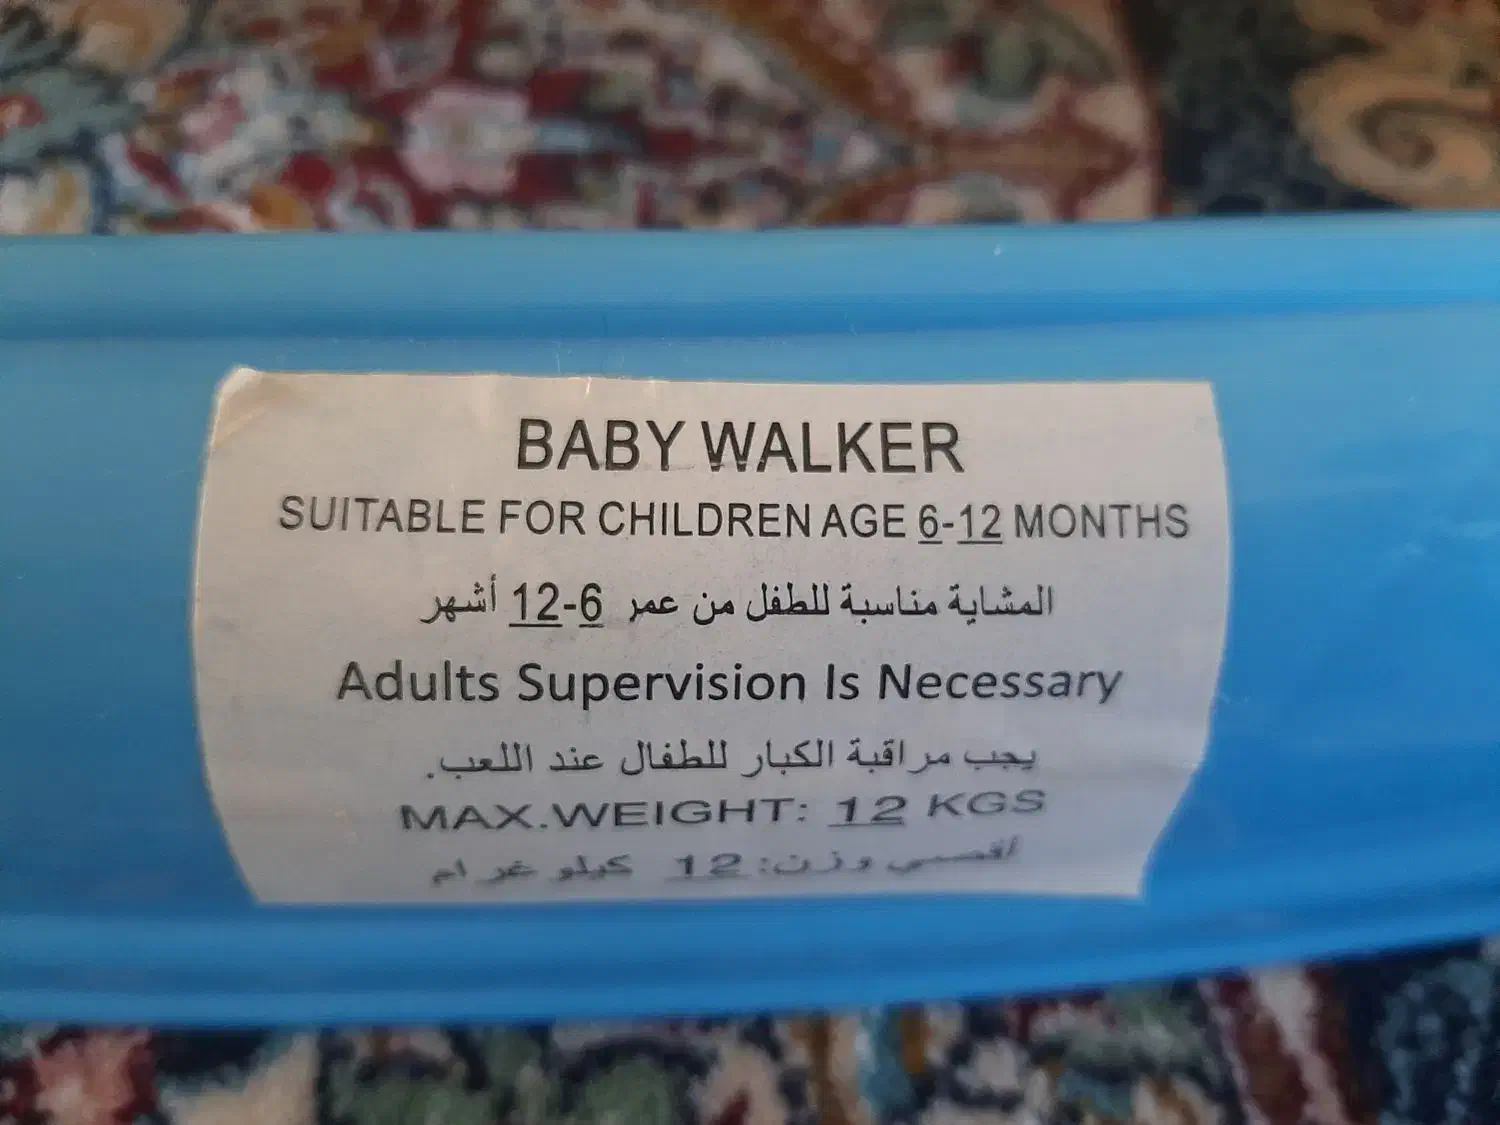 BABY WALKER
SUITABLE FOR CHILDREN AGE 6-12 MONTHS
المشاية مناسبة للطفل من عمر 6-12 أشهر
Adults Supervision Is Necessary
يجب مراقبة الكبار للطفال عند اللعب.
MAX.WEIGHT: 12 KGS
أقصى وزن: 12 كيلو غرام